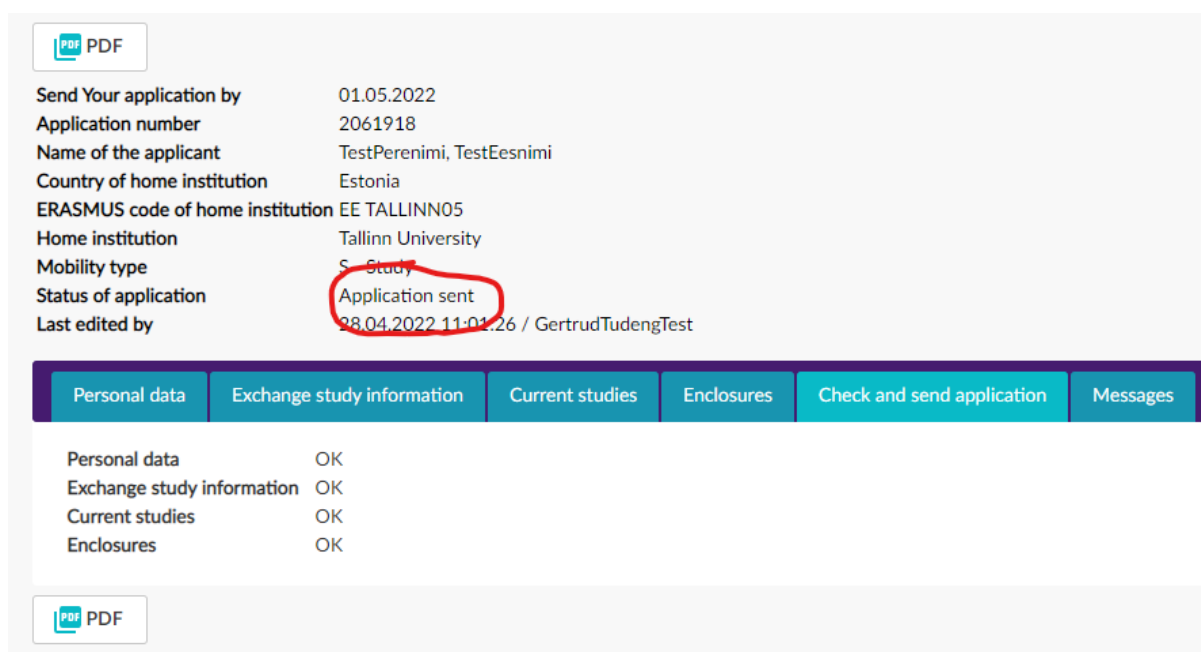 PDF PDF
Send Your application by 01.05.2022
Application number 2061918
Name of the applicant TestPerenimi, TestEesnimi
Country of home institution Estonia
ERASMUS code of home institution EE TALLINN05
Home institution Tallinn University
Mobility type S - Study
Status of application Application sent
Last edited by 28.04.2022 11:01:26 / GertrudTudengTest
Personal data Exchange study information Current studies Enclosures Check and send application Messages
Personal data OK
Exchange study information OK
Current studies OK
Enclosures OK
PDF PDF